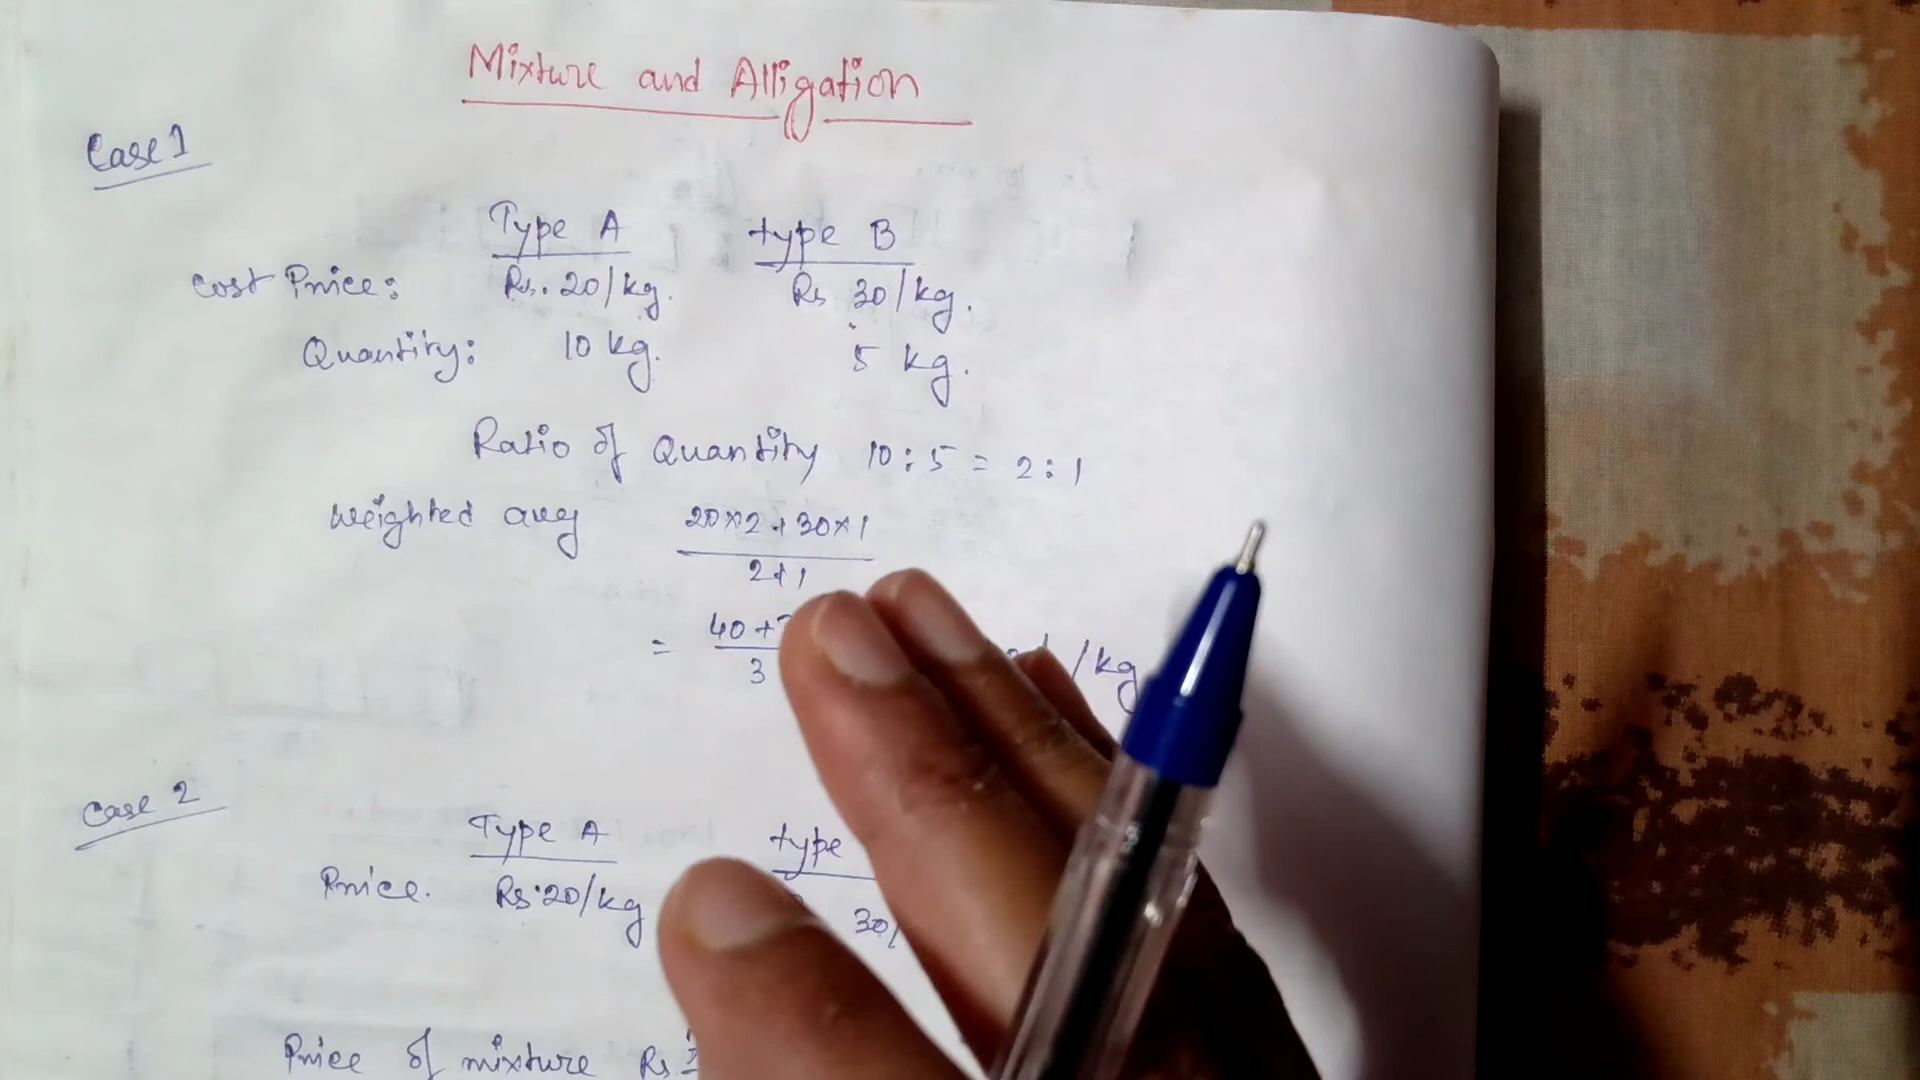 Mixture and Alligation
Case 1
Type A type B
Cost Price: Rs. 20/kg. Rs 30/kg.
Quantity: 10 kg. 5 kg.
Ratio of Quantity 10:5 = 2:1
Weighted avg 20×2+30×1
2+1
= 40+
3 /kg
Case 2
Type A type
Price. Rs.20/kg 30/
Price of mixture Rs